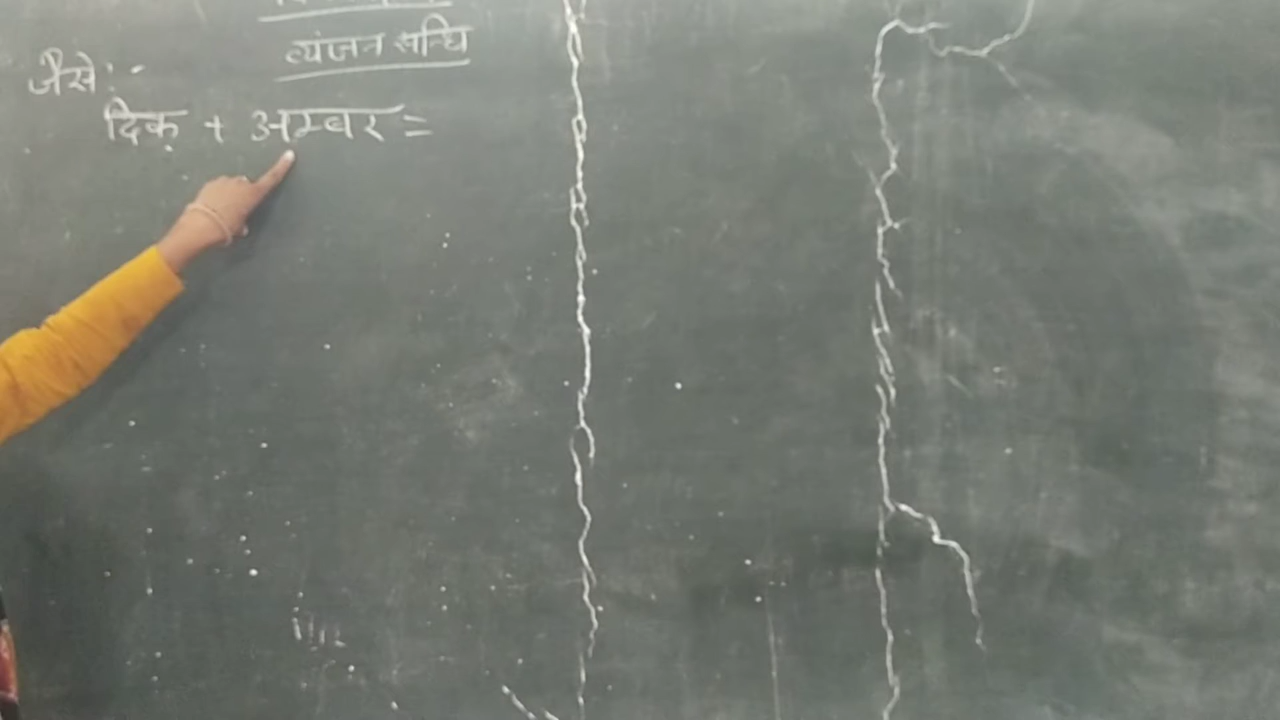 व्यंजन सन्धि
जैसे:-
दिक् + अम्बर =